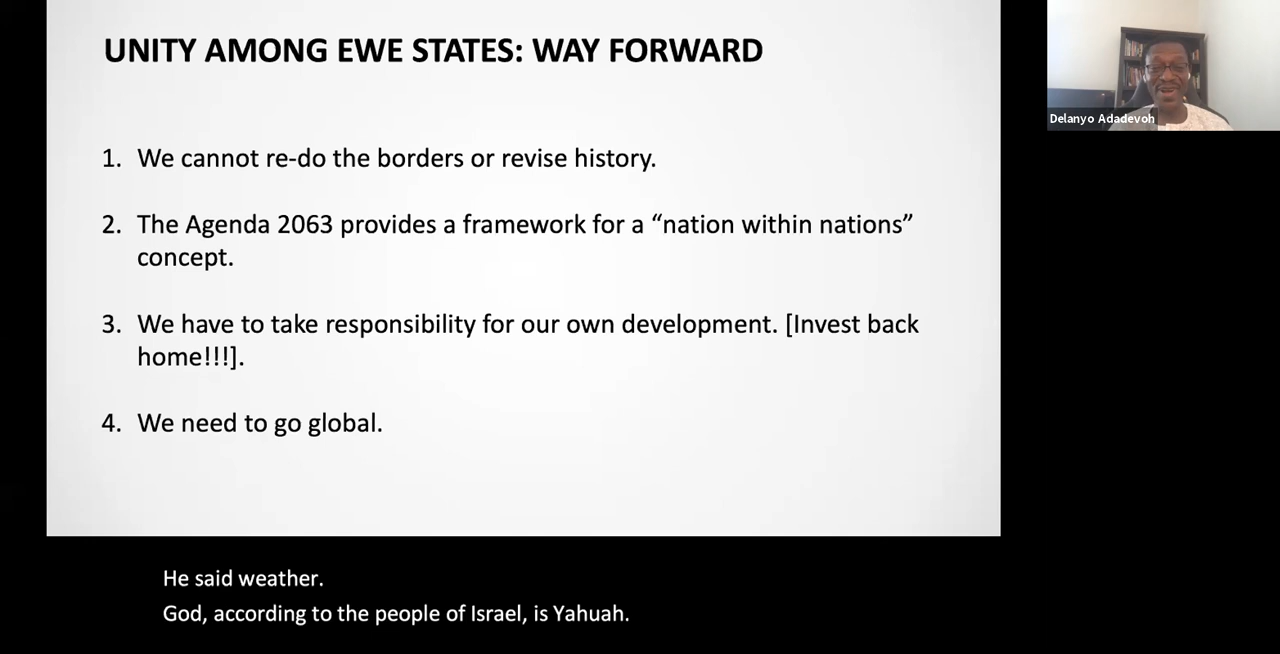 UNITY AMONG EWE STATES: WAY FORWARD
1. We cannot re-do the borders or revise history.
2. The Agenda 2063 provides a framework for a “nation within nations”
concept.
3. We have to take responsibility for our own development. [Invest back
home!!!].
4. We need to go global.
Delanyo Adadevoh
He said weather.
God, according to the people of Israel, is Yahuah.